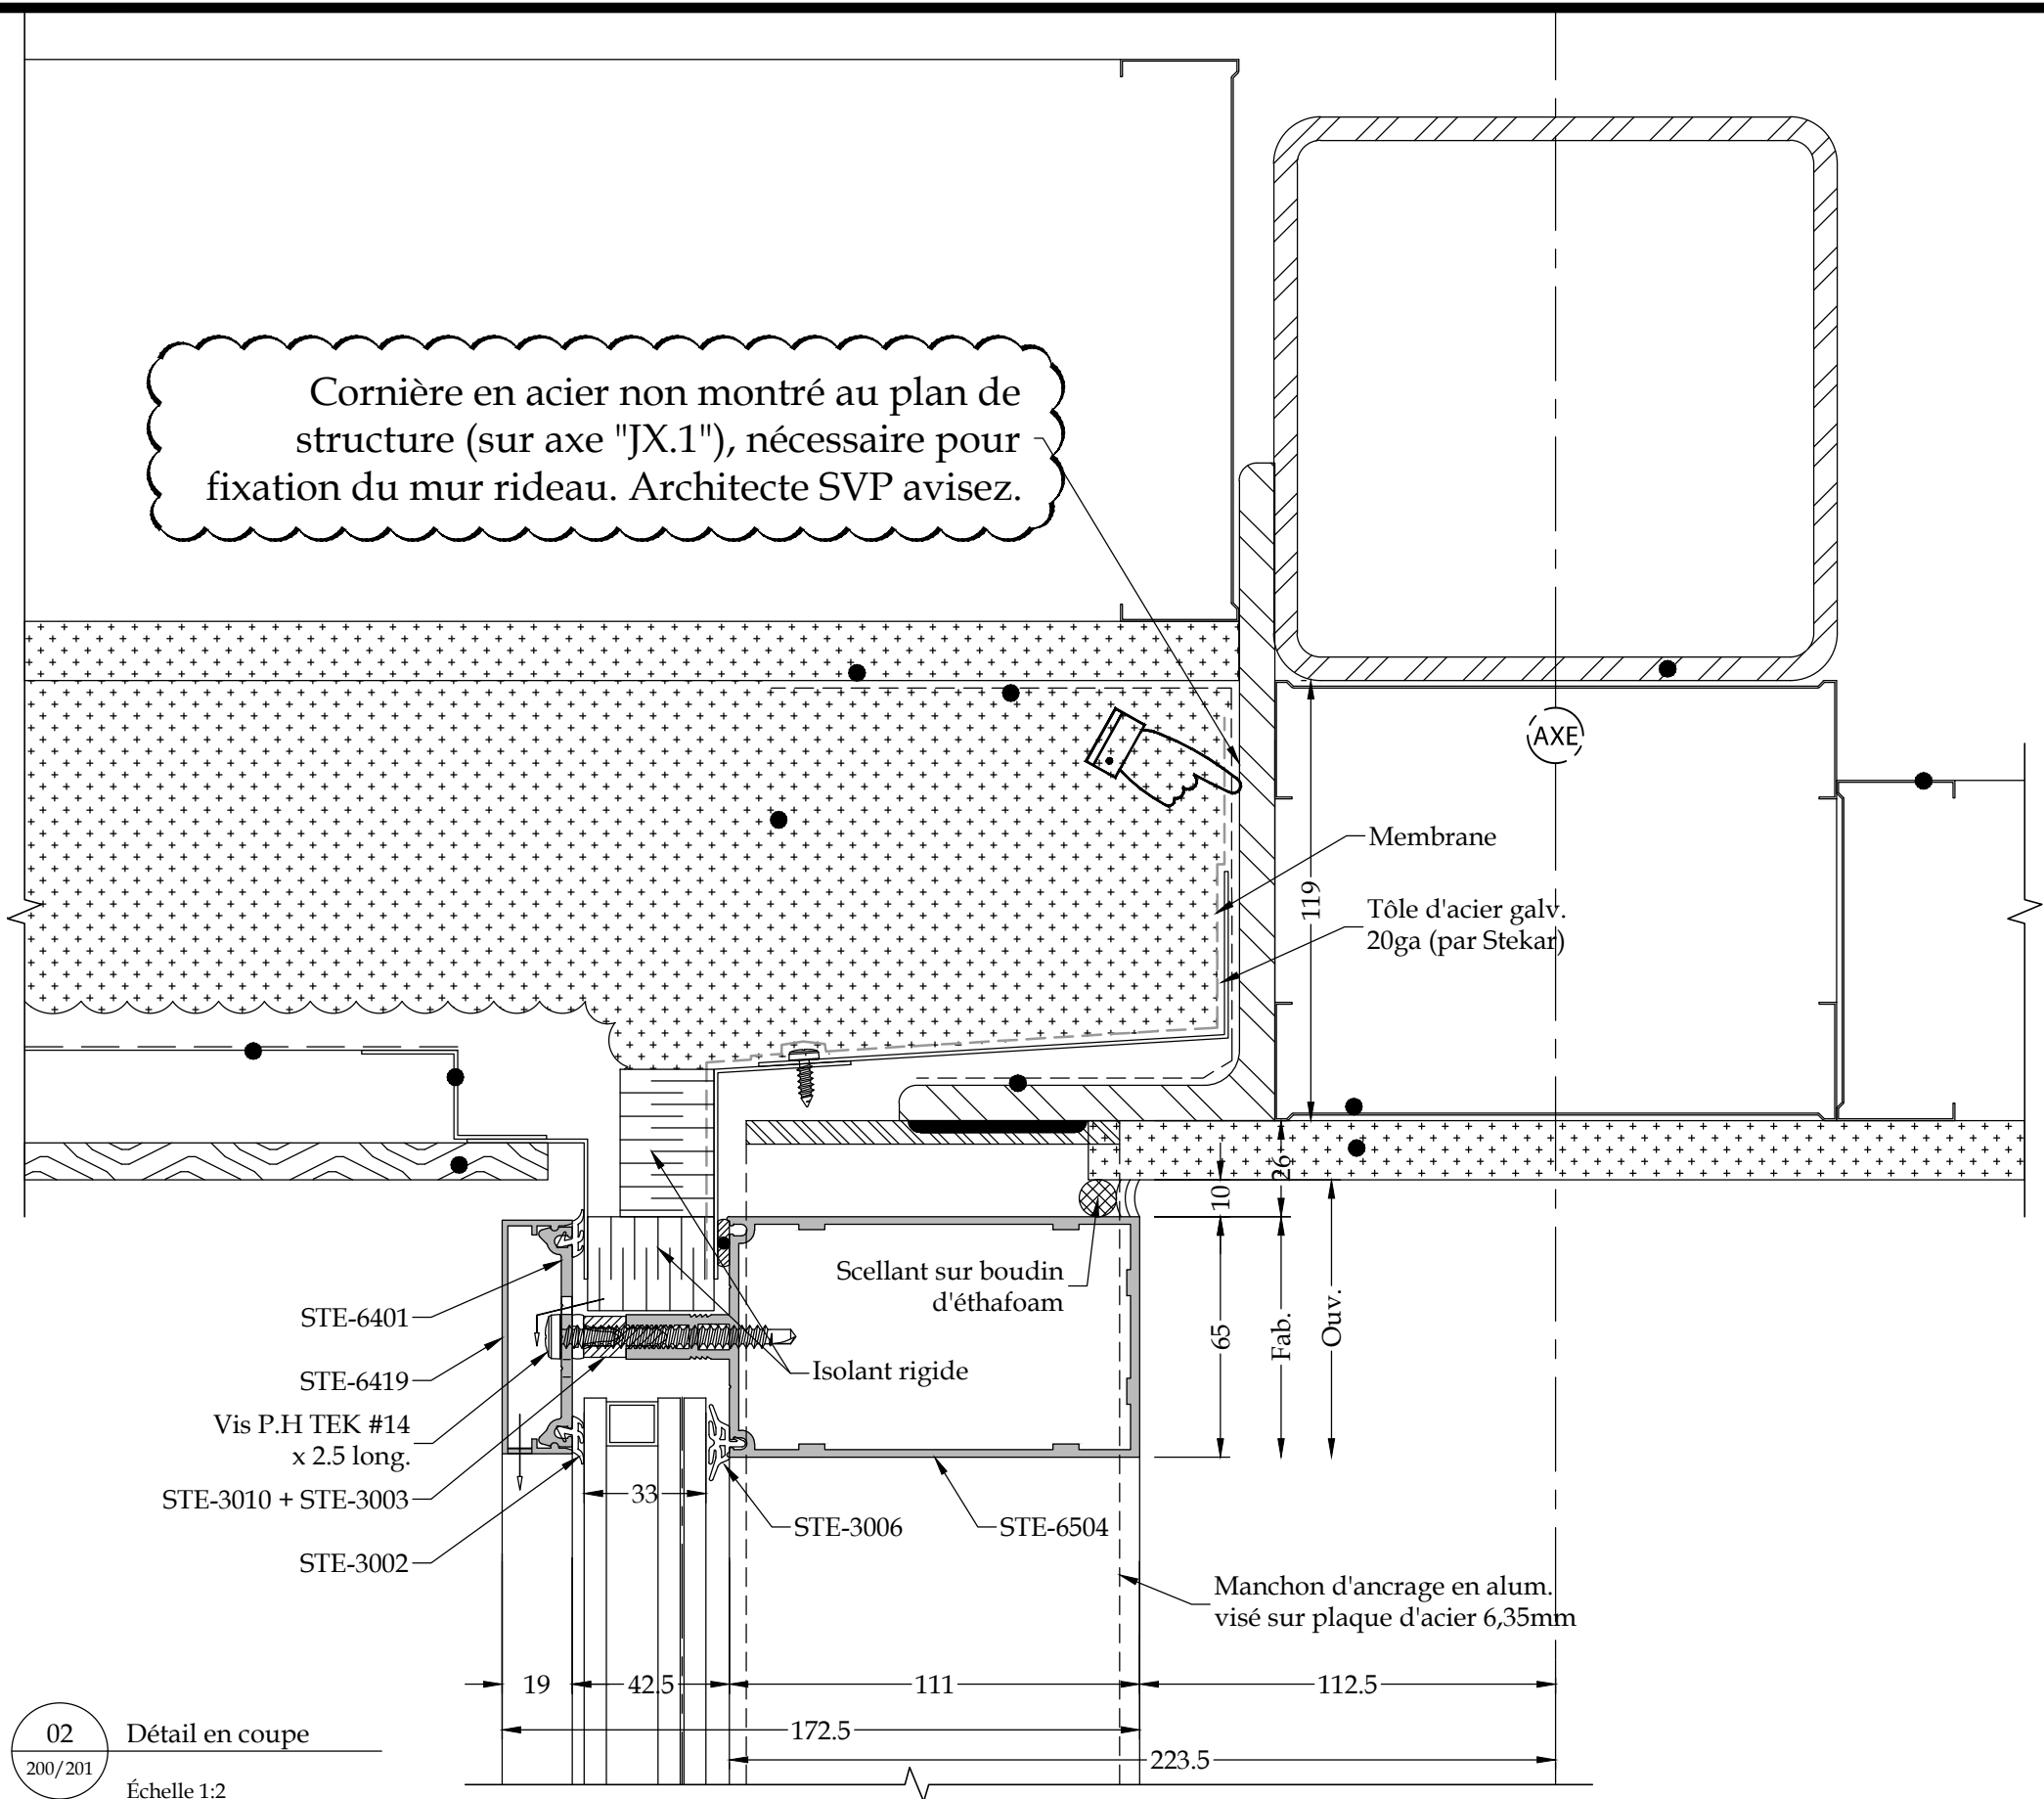 Cornière en acier non montré au plan de
structure (sur axe "JX.1"), nécessaire pour
fixation du mur rideau. Architecte SVP avisez.
AXE
Membrane
119
Tôle d'acier galv.
20ga (par Stekar)
26
10
Scellant sur boudin
d'éthafoam
STE-6401
65
Fab.
Ouv.
Isolant rigide
STE-6419
Vis P.H TEK #14
x 2.5 long.
STE-3010 + STE-3003
33
STE-3006
STE-6504
STE-3002
Manchon d'ancrage en alum.
visé sur plaque d'acier 6,35mm
19
42.5
111
112.5
172.5
223.5
02
200/201
Détail en coupe
Échelle 1:2